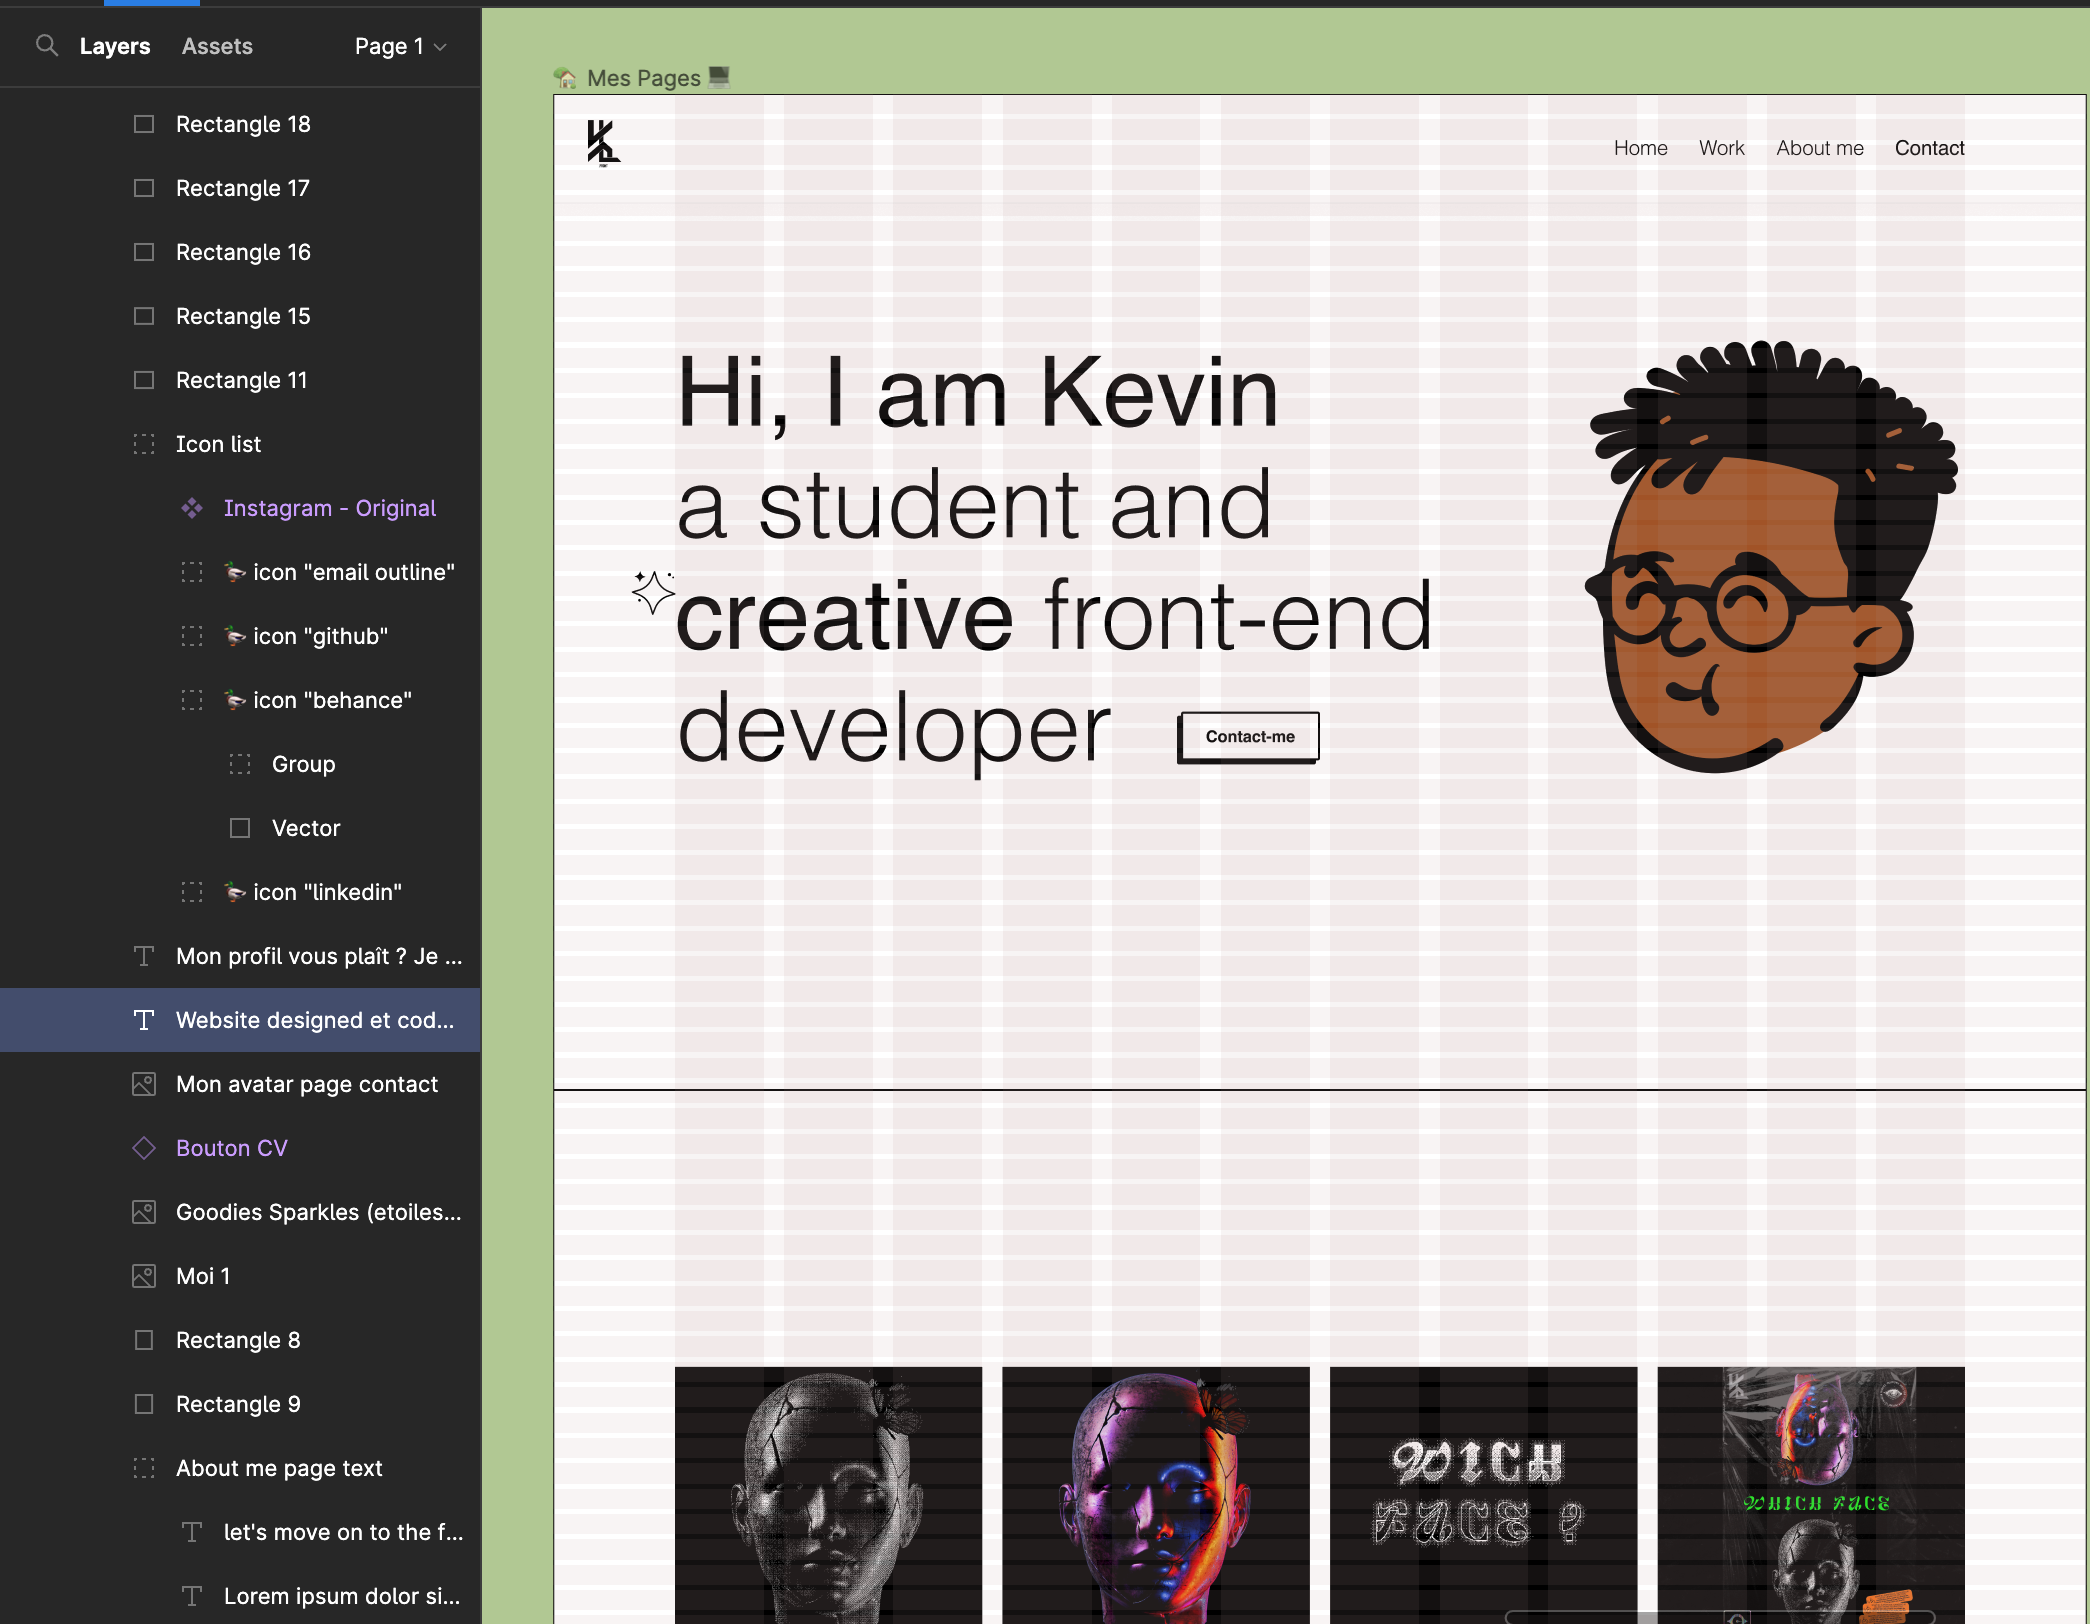 Layers Assets Page 1
Rectangle 18
Rectangle 17
Rectangle 16
Rectangle 15
Rectangle 11
Icon list
Instagram - Original
icon "email outline"
icon "github"
icon "behance"
Group
Vector
icon "linkedin"
Mon profil vous plaît ? Je ...
Website designed et cod...
Mon avatar page contact
Bouton CV
Goodies Sparkles (etoiles...
Moi 1
Rectangle 8
Rectangle 9
About me page text
let's move on to the f...
Lorem ipsum dolor si...
Mes Pages
Home Work About me Contact
Hi, I am Kevin
a student and
creative front-end
developer
Contact-me
WICH
FACE ?
WHICH FACE